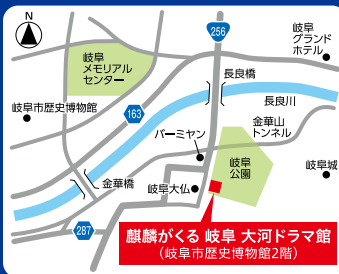 N
256
岐阜
グランド
ホテル
岐阜
メモリアル
センター
長良橋
長良川
岐阜市歴史博物館
163
金華山
トンネル
バーミヤン
岐阜
公園
岐阜城
金華橋
岐阜大仏
287
麒麟がくる 岐阜 大河ドラマ館
(岐阜市歴史博物館2階)